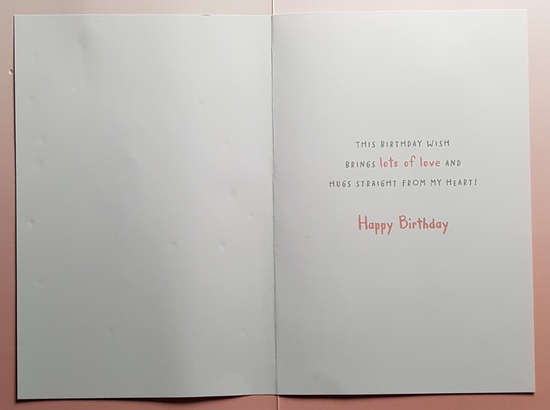 THIS BIRTHDAY WISH
BRINGS lots of love AND
HUGS STRAIGHT FROM MY HEART!
Happy Birthday